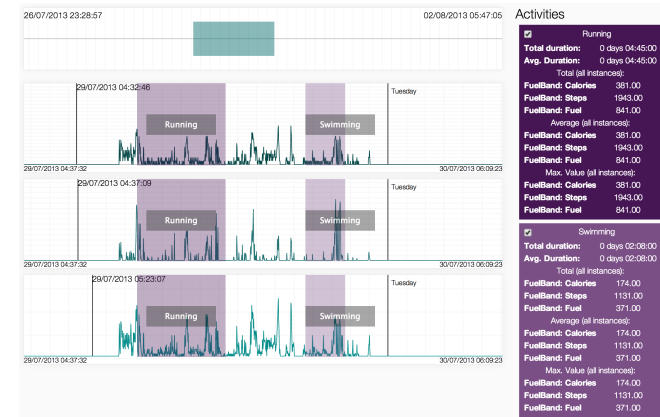 26/07/2013 23:28:57
02/08/2013 05:47:05
29/07/2013 04:32:46
Tuesday
Running
Swimming
29/07/2013 04:37:32
30/07/2013 06:09:23
29/07/2013 04:37:09
Tuesday
Running
Swimming
29/07/2013 04:37:32
30/07/2013 06:09:23
29/07/2013 05:23:07
Tuesday
Running
Swimming
29/07/2013 04:37:32
30/07/2013 06:09:23
Activities
Running
Total duration: 0 days 04:45:00
Avg. Duration: 0 days 04:45:00
Total (all instances):
FuelBand: Calories 381.00
FuelBand: Steps 1943.00
FuelBand: Fuel 841.00
Average (all instances):
FuelBand: Calories 381.00
FuelBand: Steps 1943.00
FuelBand: Fuel 841.00
Max. Value (all instances):
FuelBand: Calories 381.00
FuelBand: Steps 1943.00
FuelBand: Fuel 841.00
Swimming
Total duration: 0 days 02:08:00
Avg. Duration: 0 days 02:08:00
Total (all instances):
FuelBand: Calories 174.00
FuelBand: Steps 1131.00
FuelBand: Fuel 371.00
Average (all instances):
FuelBand: Calories 174.00
FuelBand: Steps 1131.00
FuelBand: Fuel 371.00
Max. Value (all instances):
FuelBand: Calories 174.00
FuelBand: Steps 1131.00
FuelBand: Fuel 371.00